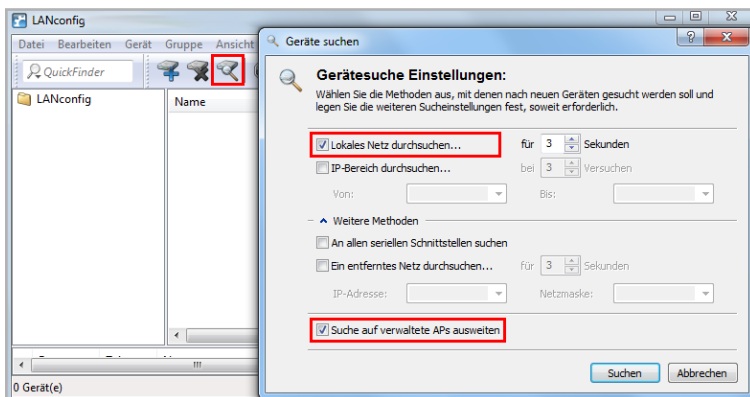 LANconfig
Datei Bearbeiten Gerät Gruppe Ansicht
QuickFinder
LANconfig
Name
0 Gerät(e)
Geräte suchen
Gerätesuche Einstellungen:
Wählen Sie die Methoden aus, mit denen nach neuen Geräten gesucht werden soll und
legen Sie die weiteren Sucheinstellungen fest, soweit erforderlich.
Lokales Netz durchsuchen... für 3 Sekunden
IP-Bereich durchsuchen... bei 3 Versuchen
Von: Bis:
Weitere Methoden
An allen seriellen Schnittstellen suchen
Ein entferntes Netz durchsuchen... für 3 Sekunden
IP-Adresse: Netzmaske:
Suche auf verwaltete APs ausweiten
Suchen Abbrechen